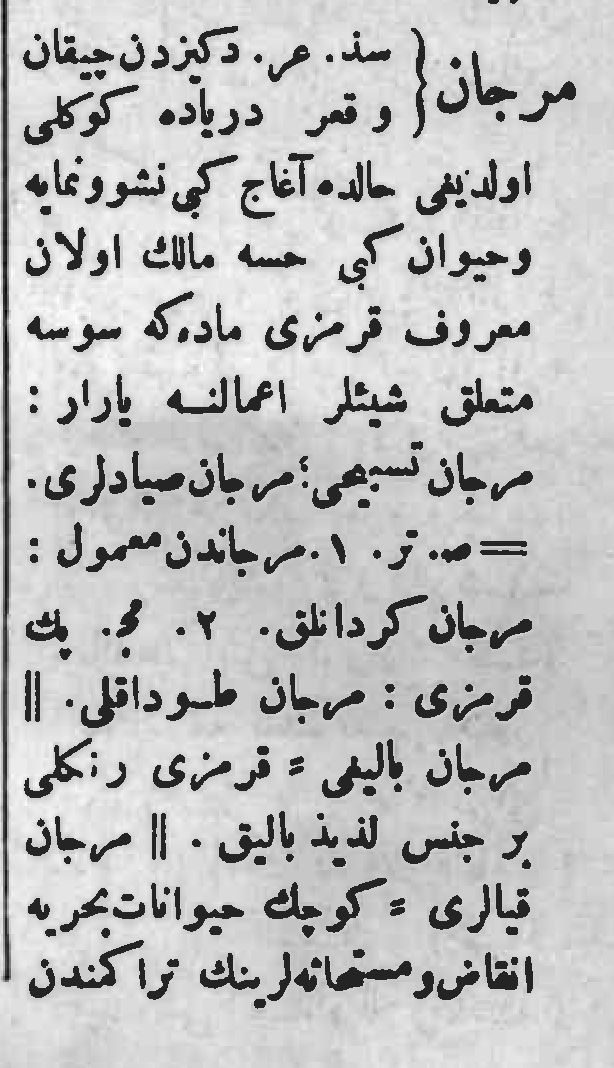 مرجان { سذ. عر. دكيزدن چيقان
و قعر درياده كوكلى
اولديغى حالده آغاج كبى نشوونمايه
وحيوان كبى حسه مالك اولان
معروف قرمزى ماده‌كه سوسه
متعلق شيئلر اعمالنه يارار :
مرجان تسبيحى؛ مرجان صيادلرى.
= ص. تر. ١. مرجاندن معمول :
مرجان كردانلق. ٢. مج. پك
قرمزى : مرجان طوداقلى. ||
مرجان باليغى = قرمزى رنكلى
بر جنس لذيذ باليق . || مرجان
قيالرى = كوچك حيوانات بحريه
انقاض ومستحاثه‌لرينك تراكمندن